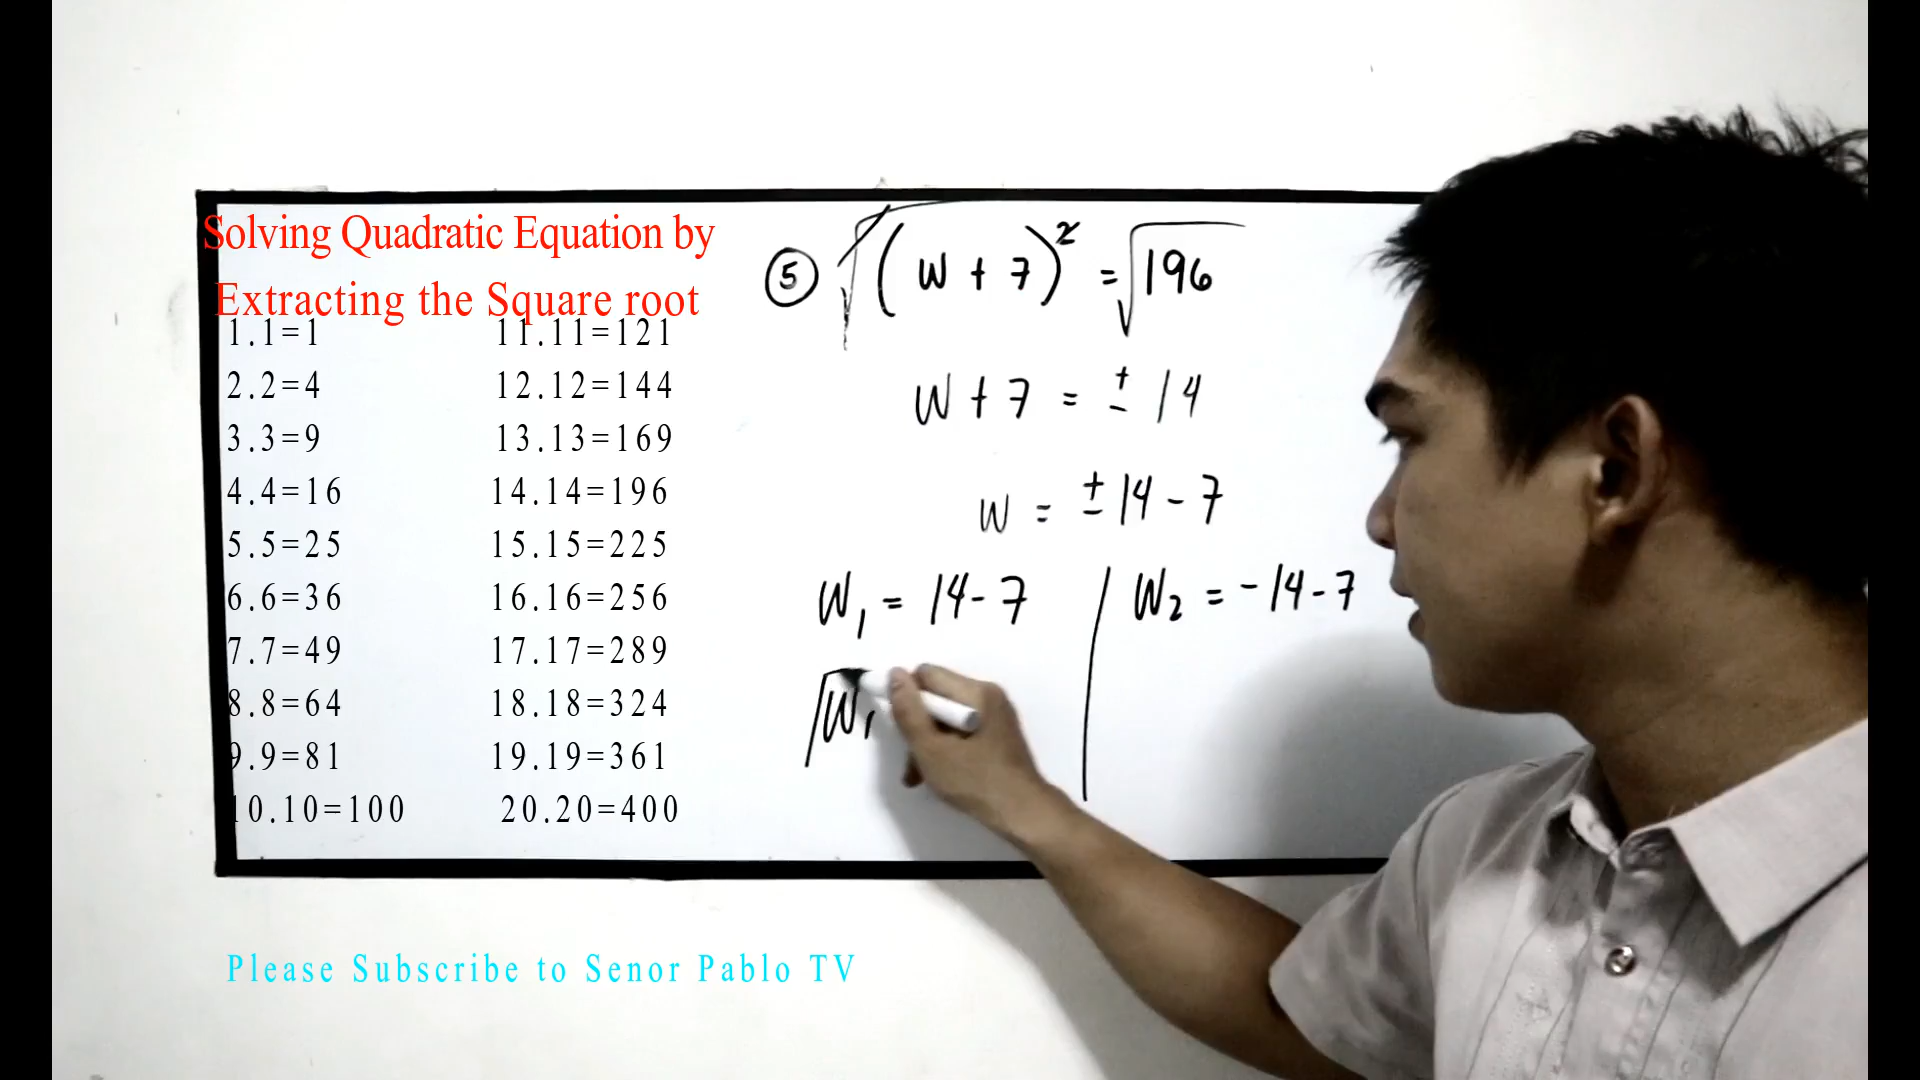 Solving Quadratic Equation by
Extracting the Square root
1.1=1
2.2=4
3.3=9
4.4=16
5.5=25
6.6=36
7.7=49
8.8=64
9.9=81
10.10=100
11.11=121
12.12=144
13.13=169
14.14=196
15.15=225
16.16=256
17.17=289
18.18=324
19.19=361
20.20=400
⑤ √(W + 7)² = √196
W + 7 = ± 14
W = ± 14 - 7
W₁ = 14 - 7
W₁
W₂ = -14 - 7
Please Subscribe to Senor Pablo TV